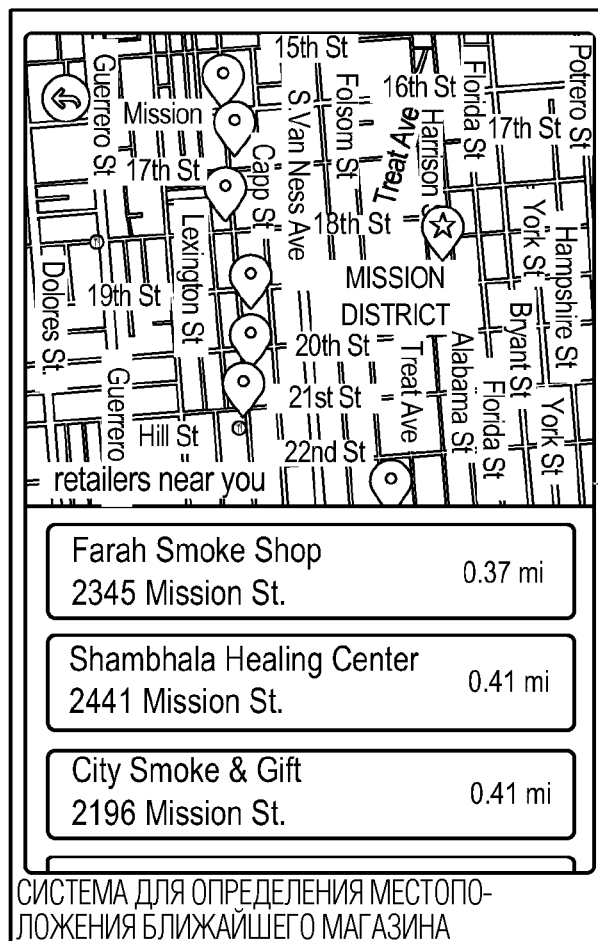 15th St
Guerrero St
Mission
S Van Ness Ave
Folsom St
16th St
Treat Ave
Harrison
Florida St
17th St
Potrero St
17th St
Capp St
18th St
York St
Hampshire St
Lexington St
Dolores St.
19th St
MISSION
DISTRICT
20th St
Treat Ave
Alabama St
Bryant St
Guerrero
21st St
Florida St
York St
Hill St
22nd St
retailers near you
Farah Smoke Shop
2345 Mission St.
0.37 mi
Shambhala Healing Center
2441 Mission St.
0.41 mi
City Smoke & Gift
2196 Mission St.
0.41 mi
СИСТЕМА ДЛЯ ОПРЕДЕЛЕНИЯ МЕСТОПО-
ЛОЖЕНИЯ БЛИЖАЙШЕГО МАГАЗИНА